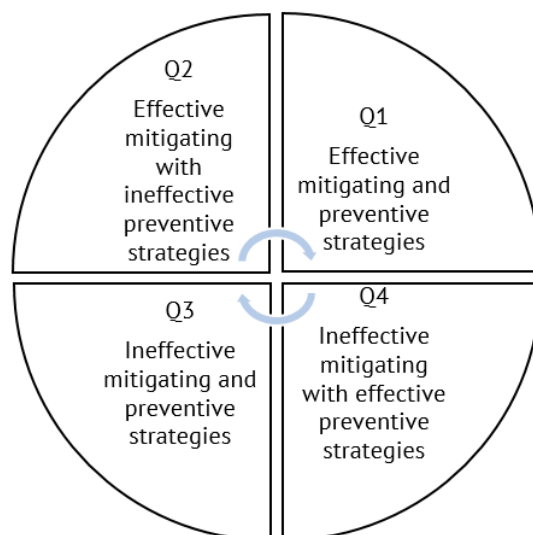 Q2
Effective
mitigating
with
ineffective
preventive
strategies
Q1
Effective
mitigating and
preventive
strategies
Q3
Ineffective
mitigating and
preventive
strategies
Q4
Ineffective
mitigating
with effective
preventive
strategies